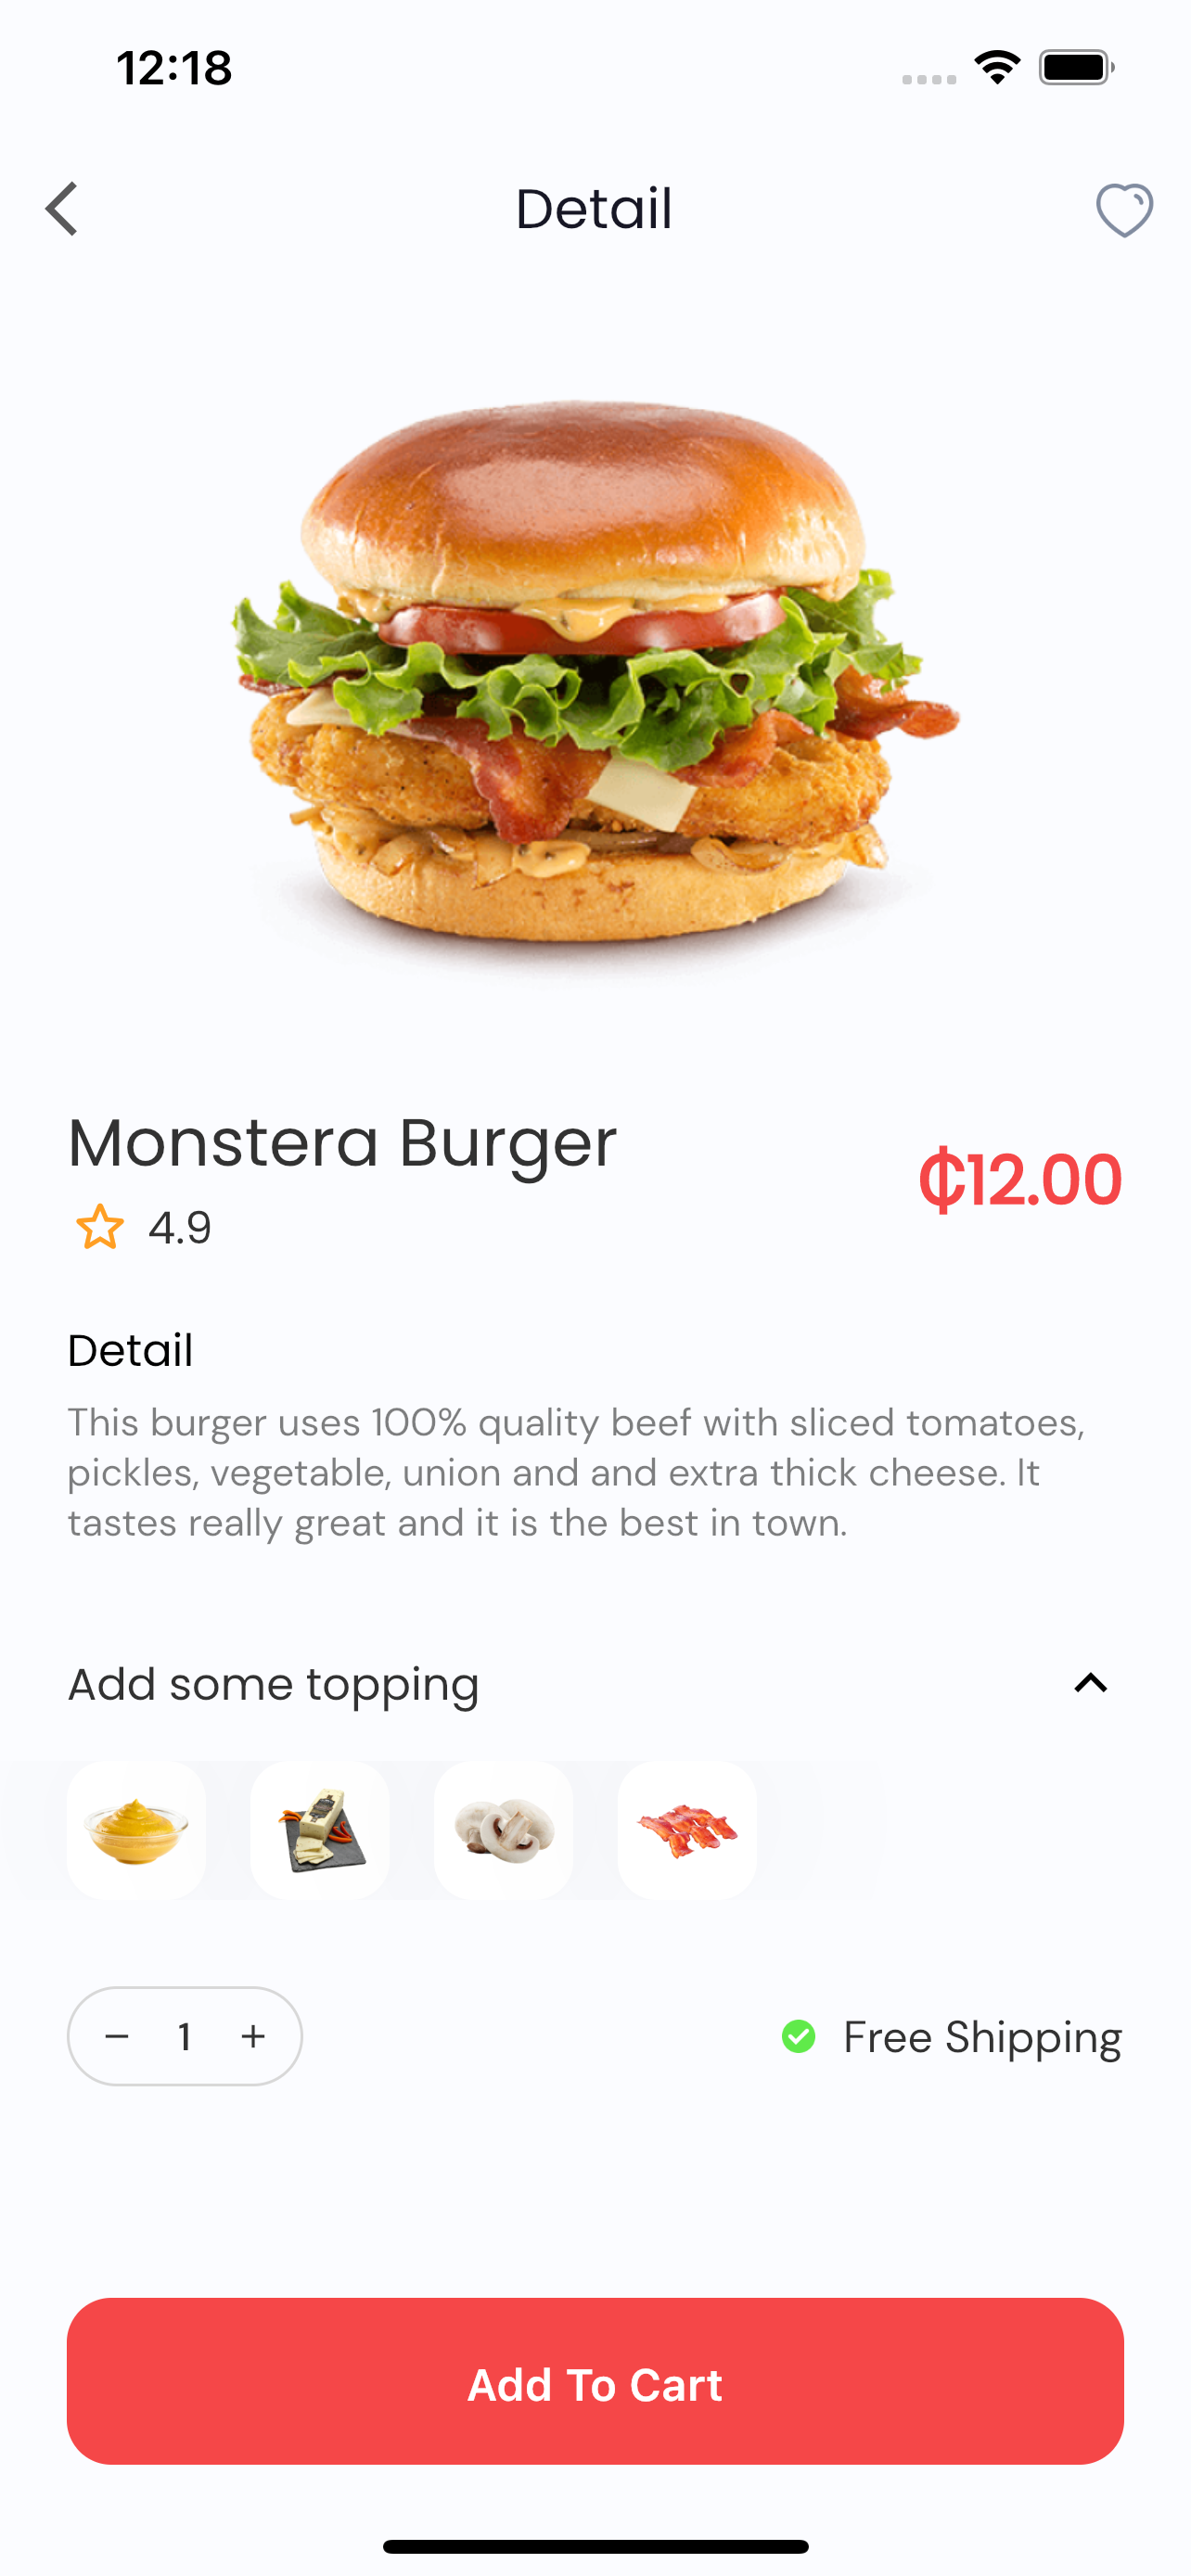 12:18
Detail
Monstera Burger
₵12.00
4.9
Detail
This burger uses 100% quality beef with sliced tomatoes,
pickles, vegetable, union and and extra thick cheese. It
tastes really great and it is the best in town.
Add some topping
− 1 +
Free Shipping
Add To Cart